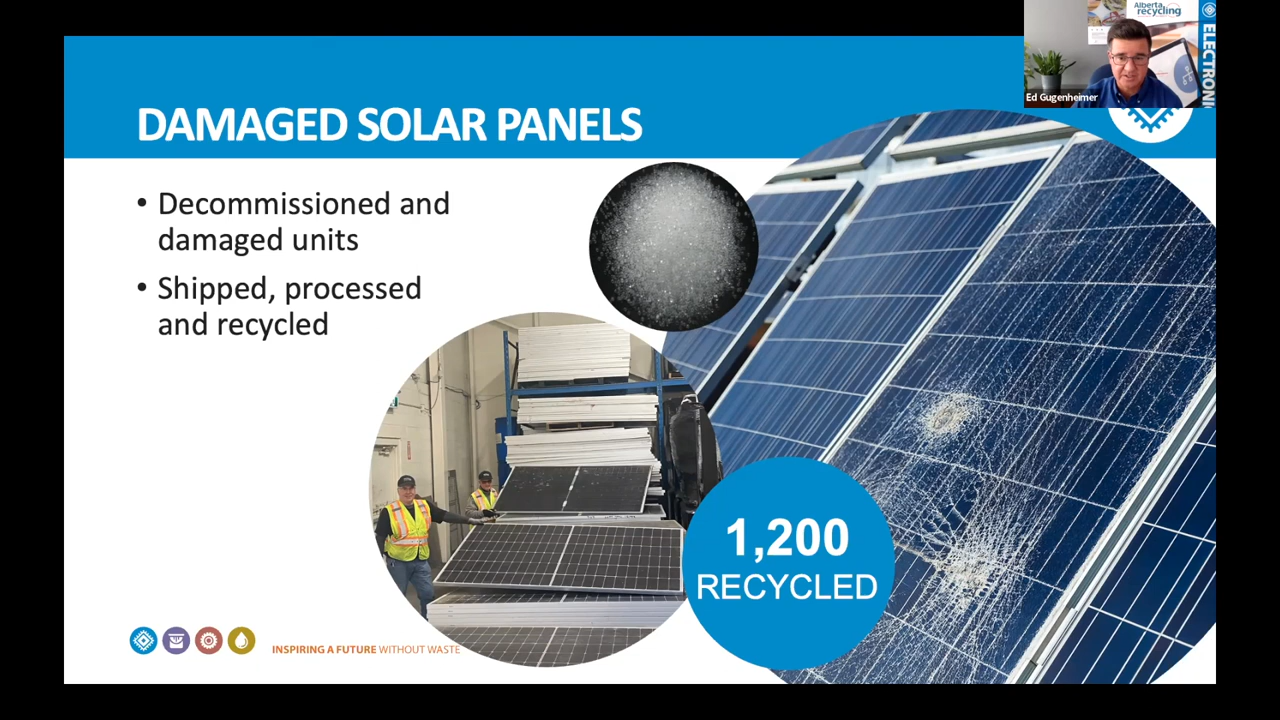 Alberta
recycling
ELECTRONI
Ed Gugenheimer
DAMAGED SOLAR PANELS
• Decommissioned and
damaged units
• Shipped, processed
and recycled
1,200
RECYCLED
INSPIRING A FUTURE WITHOUT WASTE